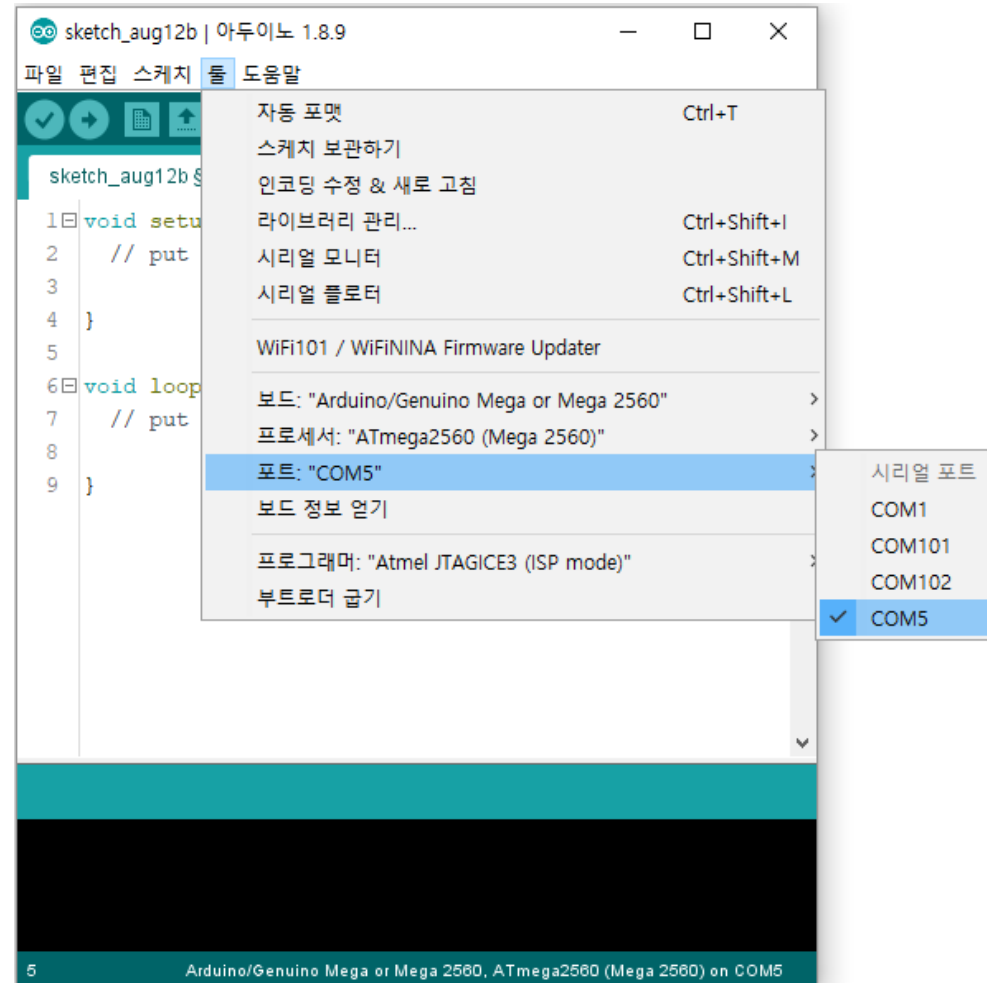 sketch_aug12b | 아두이노 1.8.9
파일 편집 스케치 툴 도움말
자동 포맷 Ctrl+T
스케치 보관하기
sketch_aug12b §
인코딩 수정 & 새로 고침
1 void setu
라이브러리 관리... Ctrl+Shift+I
2 // put
시리얼 모니터 Ctrl+Shift+M
3
시리얼 플로터 Ctrl+Shift+L
4 }
WiFi101 / WiFiNINA Firmware Updater
5
6 void loop
보드: "Arduino/Genuino Mega or Mega 2560"
7 // put
프로세서: "ATmega2560 (Mega 2560)"
8
포트: "COM5"
시리얼 포트
9 }
보드 정보 얻기
COM1
COM101
프로그래머: "Atmel JTAGICE3 (ISP mode)"
COM102
부트로더 굽기
COM5
5 Arduino/Genuino Mega or Mega 2560, ATmega2560 (Mega 2560) on COM5